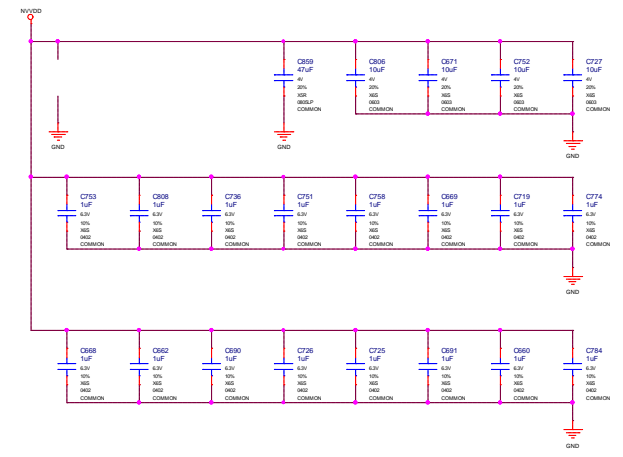 NVVDD
C859
47uF
4V
20%
X5R
0805LP
COMMON
C806
10uF
4V
20%
X6S
0603
COMMON
C671
10uF
4V
20%
X6S
0603
COMMON
C752
10uF
4V
20%
X6S
0603
COMMON
C727
10uF
4V
20%
X6S
0603
COMMON
GND
GND
GND
C753
1uF
6.3V
10%
X6S
0402
COMMON
C808
1uF
6.3V
10%
X6S
0402
COMMON
C736
1uF
6.3V
10%
X6S
0402
COMMON
C751
1uF
6.3V
10%
X6S
0402
COMMON
C758
1uF
6.3V
10%
X6S
0402
COMMON
C669
1uF
6.3V
10%
X6S
0402
COMMON
C719
1uF
6.3V
10%
X6S
0402
COMMON
C774
1uF
6.3V
10%
X6S
0402
COMMON
GND
C668
1uF
6.3V
10%
X6S
0402
COMMON
C662
1uF
6.3V
10%
X6S
0402
COMMON
C690
1uF
6.3V
10%
X6S
0402
COMMON
C726
1uF
6.3V
10%
X6S
0402
COMMON
C725
1uF
6.3V
10%
X6S
0402
COMMON
C691
1uF
6.3V
10%
X6S
0402
COMMON
C660
1uF
6.3V
10%
X6S
0402
COMMON
C784
1uF
6.3V
10%
X6S
0402
COMMON
GND